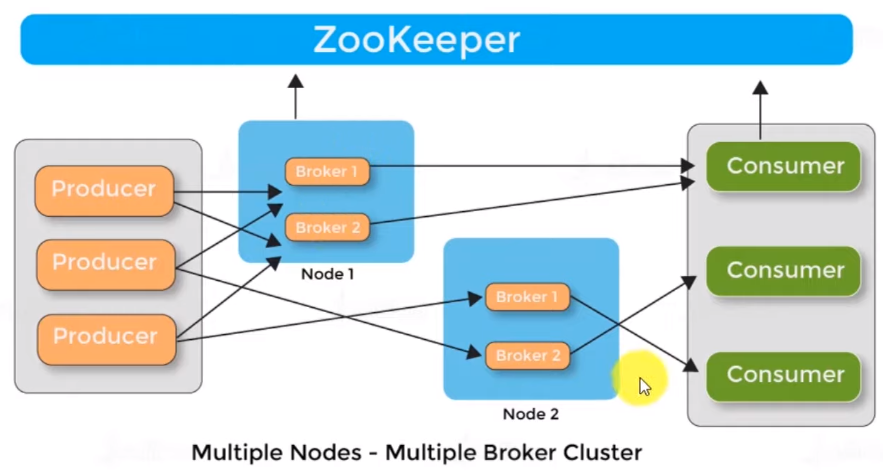 ZooKeeper
Producer
Producer
Producer
Broker 1
Broker 2
Node 1
Broker 1
Broker 2
Node 2
Consumer
Consumer
Consumer
Multiple Nodes - Multiple Broker Cluster